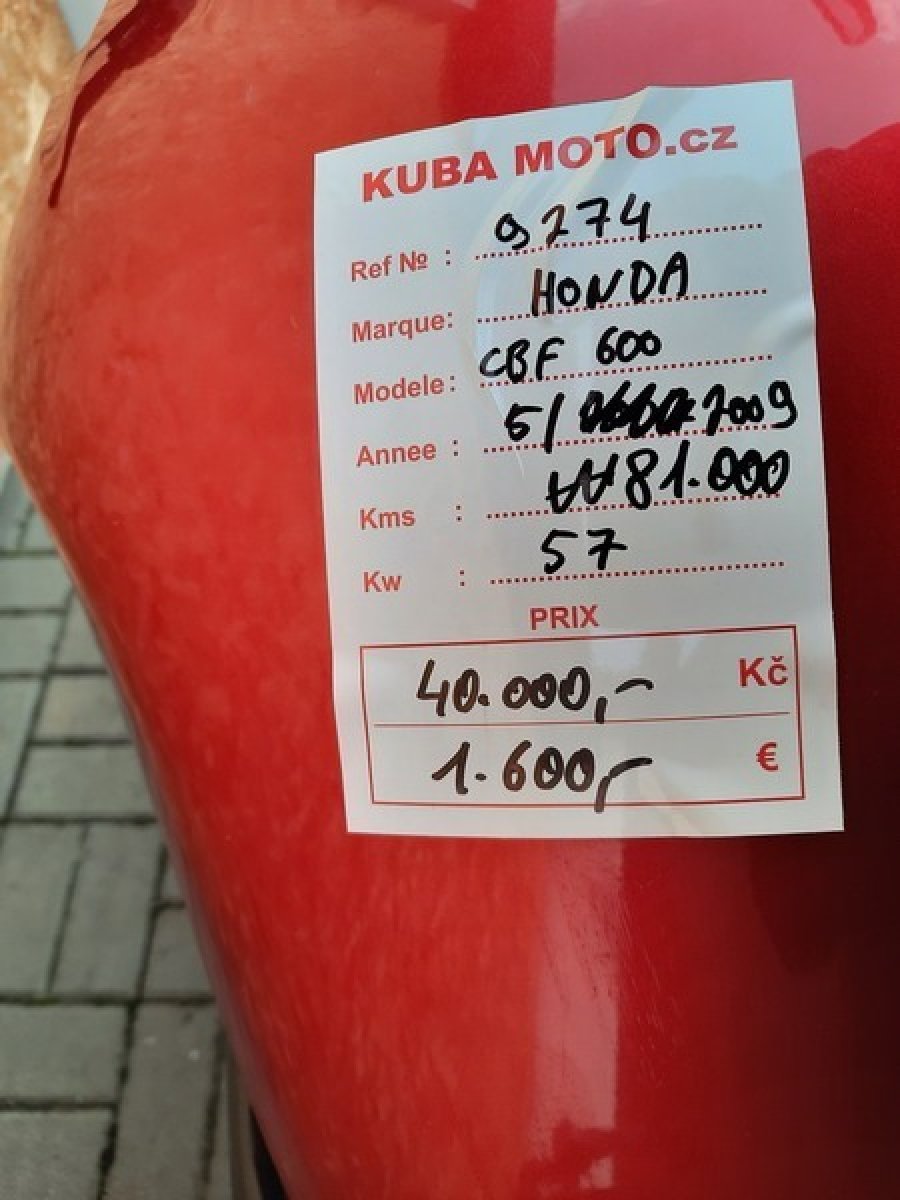 KUBA MOTO.cz
Ref № : 9274
Marque: HONDA
Modele: CBF 600
Annee : 5/ 2009
Kms : 81.000
Kw : 57
PRIX
40.000,- Kč
1.600,- €